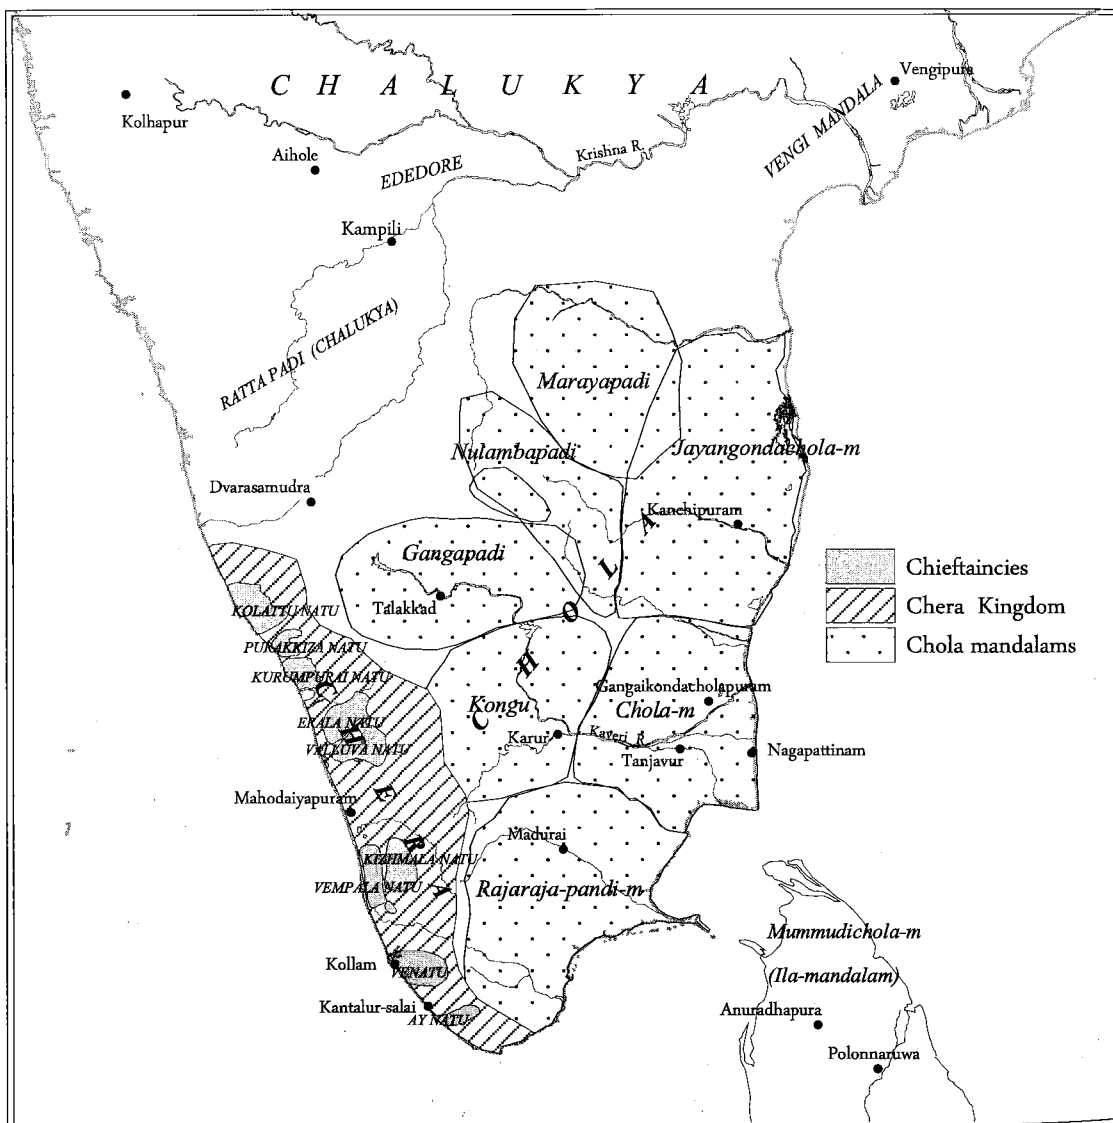 CHALUKYA
Vengipura
Kolhapur
VENGI MANDALA
Krishna R.
Aihole
EDEDORE
Kampili
RATTA PADI (CHALUKYA)
Marayapadi
Nulambapadi
Jayangondachola-m
Dvarasamudra
Kanchipuram
Gangapadi
Talakkad
CHOLA
Chieftaincies
Chera Kingdom
Chola mandalams
KOLATTU NATU
PURAKKIZA NATU
KURUMPURAI NATU
CHERA
Gangaikondacholapuram
Kongu
Chola-m
ERALA NATU
VALLUVA NATU
Karur
Kaveri R.
Tanjavur
Nagapattinam
Mahodaiyapuram
Madurai
KIZHMALA NATU
VEMPALA NATU
Rajaraja-pandi-m
Mummudichola-m
(Ila-mandalam)
Kollam
VENATU
Kantalur-salai
AY NATU
Anuradhapura
Polonnaruwa